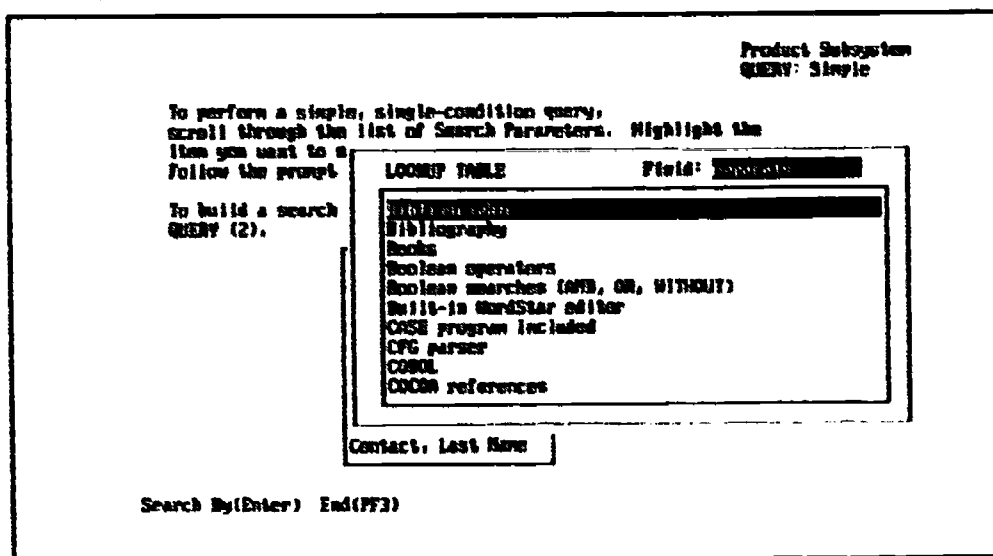 Product Subsystem
QUERY: Simple
To perform a simple, single-condition query,
scroll through the list of Search Parameters. Highlight the
item you want to s
Follow the prompt
To build a search
QUERY (2).
LOOKUP TABLE Field:
Bibliography
Books
Boolean operators
Boolean searches (AND, OR, WITHOUT)
Built-in WordStar editor
CASE program included
CFG parser
COBOL
COCOA references
Contact, Last Name
Search By(Enter) End(PF3)